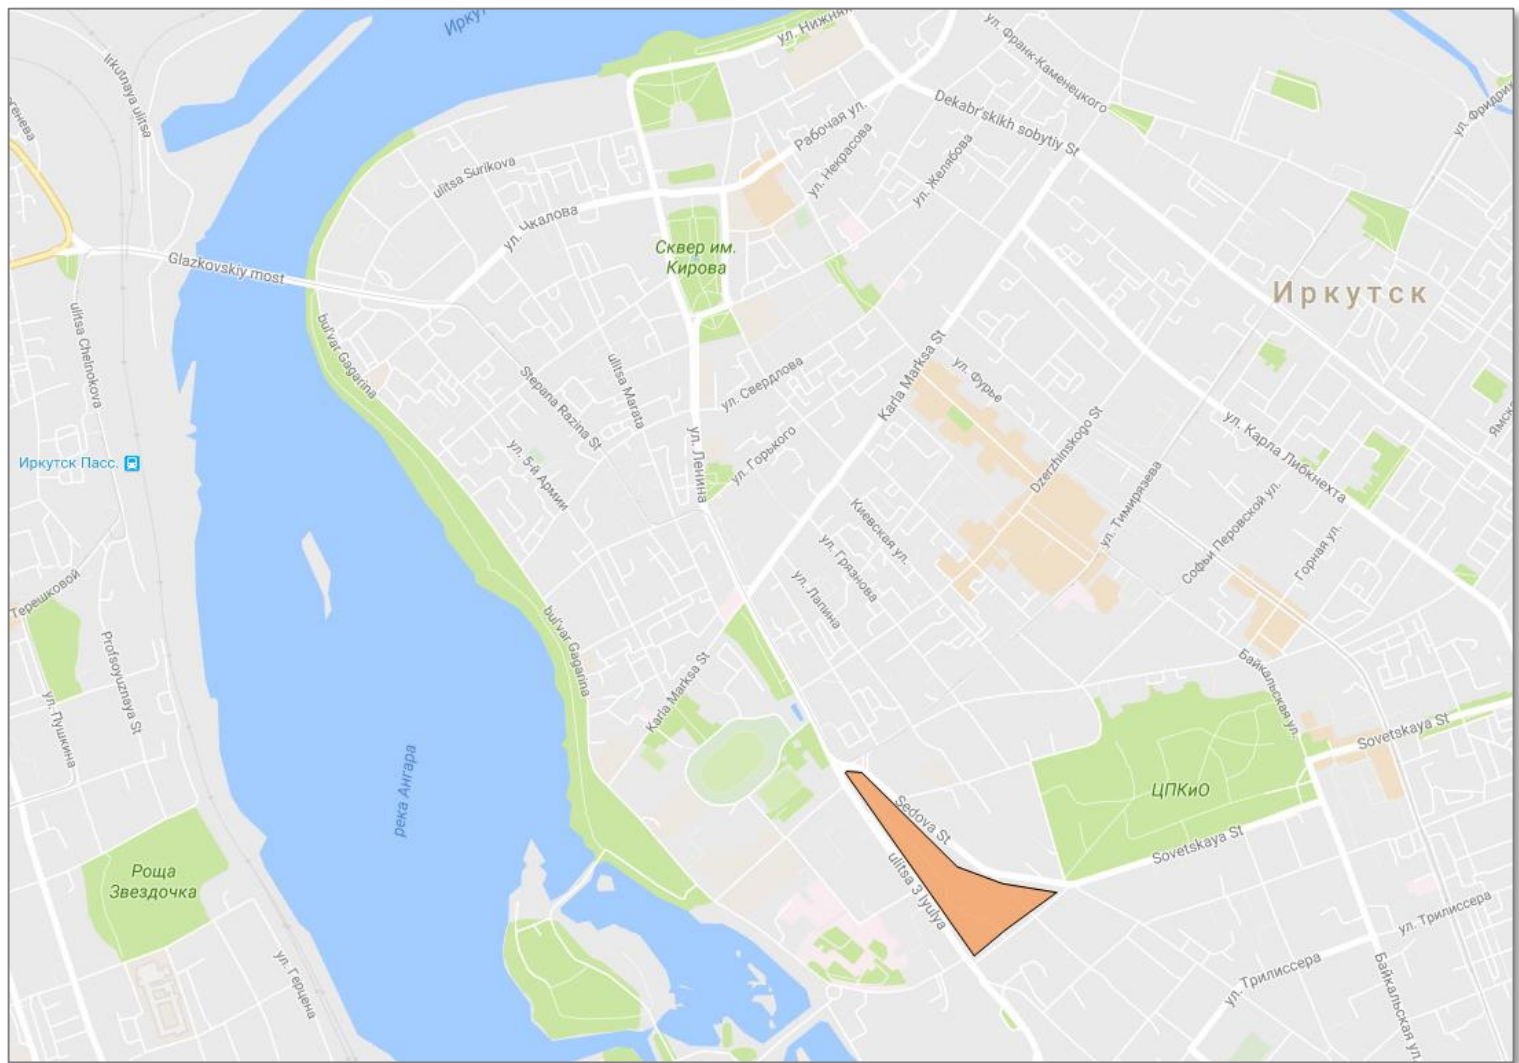 ул. Франк-Каменецкого
Irkutnaya ulitsa
Dekabr'skikh sobytiy St
Рабочая ул.
ул. Некрасова
ул. Желябова
ulitsa Surikova
ул. Чкалова
Сквер им.
Кирова
Glazkovskiy most
Иркутск
ulitsa Chelnokova
bul'var Gagarina
Stepana Razina St
ulitsa Marata
ул. Свердлова
Karla Marksa St
ул. Фурье
ул. Ленина
ул. Горького
Dzerzhinskogo St
ул. Карла Либкнехта
Иркутск Пасс.
ул. 5-й Армии
Киевская ул.
ул. Тимирязева
Софьи Перовской ул.
Горная ул.
ул. Грязнова
ул. Лапина
Терешковой
Profsoyuznaya St
bul'var Gagarina
Karla Marksa St
Байкальская ул.
ул. Пушкина
Sovetskaya St
река Ангара
ЦПКиО
Sedova St
Sovetskaya St
Роща
Звездочка
ulitsa 3 Iyulya
ул. Трилиссера
ул. Герцена
ул. Трилиссера
Байкальская ул.